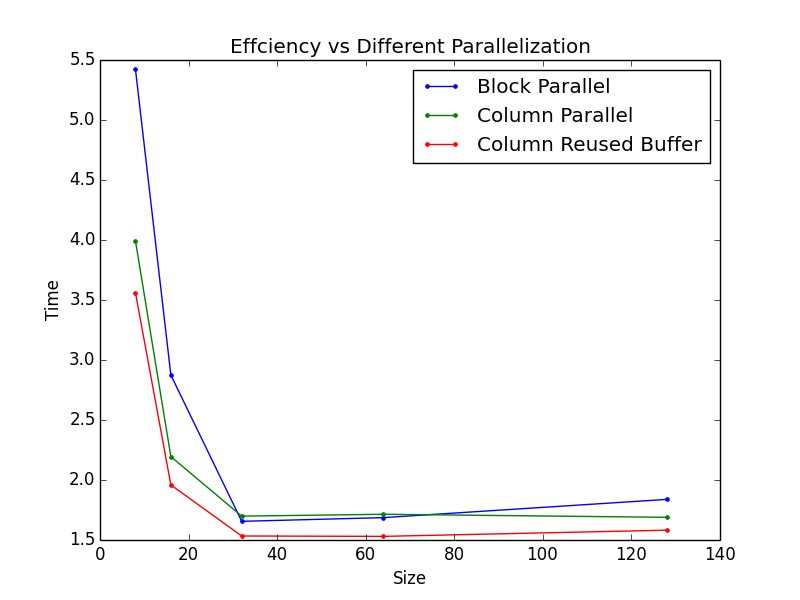 Effciency vs Different Parallelization
Block Parallel
Column Parallel
Column Reused Buffer
5.5
5.0
4.5
4.0
3.5
3.0
2.5
2.0
1.5
Time
0 20 40 60 80 100 120 140
Size